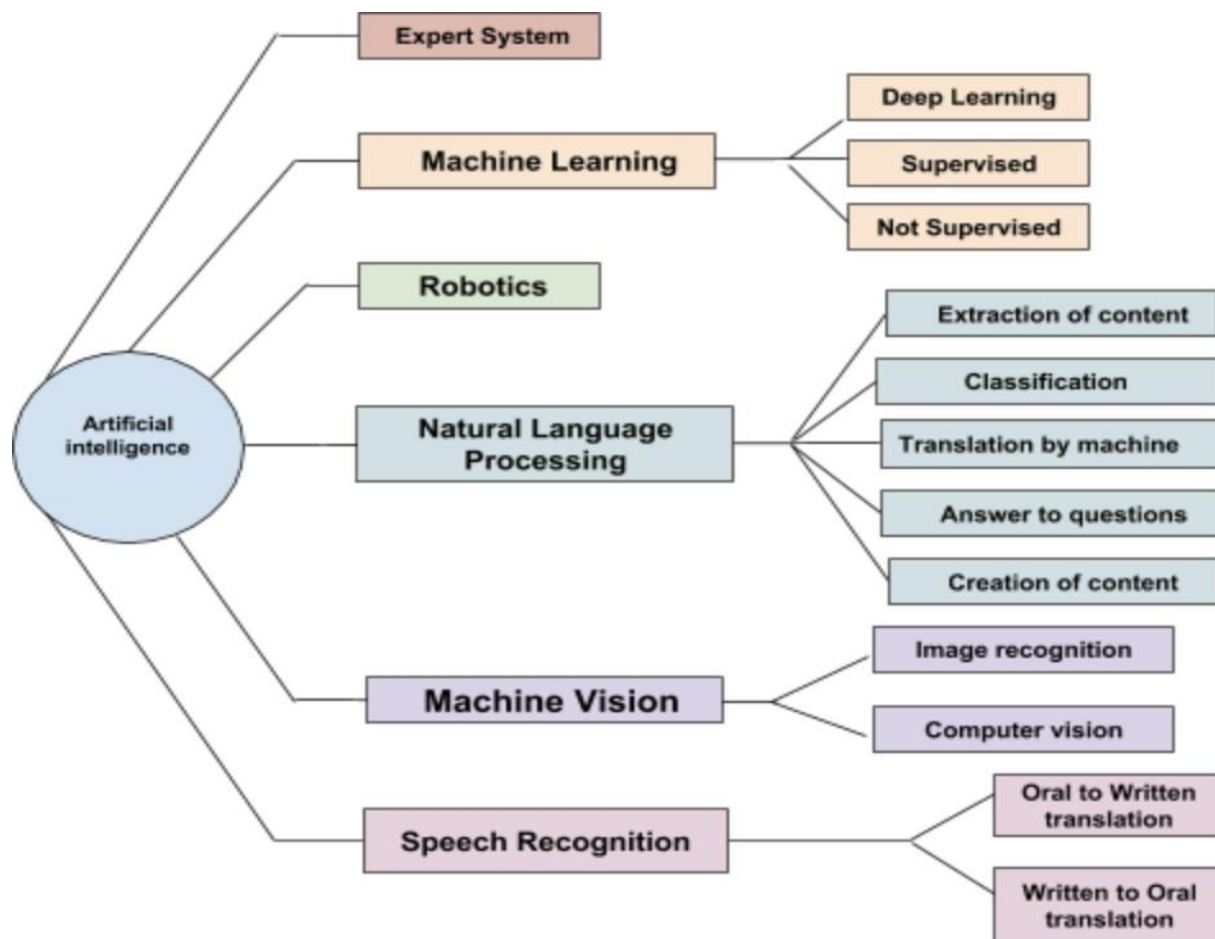 Expert System
Deep Learning
Machine Learning
Supervised
Not Supervised
Robotics
Extraction of content
Classification
Artificial
intelligence
Natural Language
Processing
Translation by machine
Answer to questions
Creation of content
Image recognition
Machine Vision
Computer vision
Oral to Written
translation
Speech Recognition
Written to Oral
translation